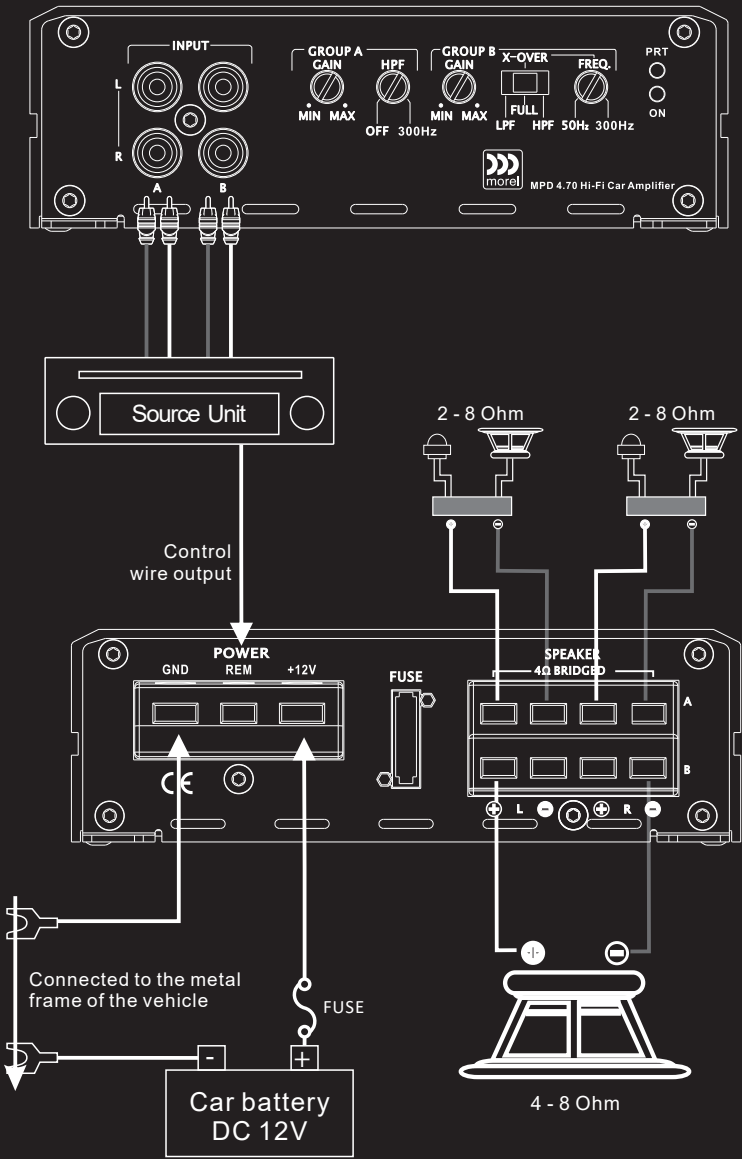 INPUT
L
R
A B
GROUP A
GAIN HPF
MIN MAX
OFF 300Hz
GROUP B
GAIN X-OVER FREQ.
MIN MAX
FULL
LPF HPF 50Hz 300Hz
PRT
ON
morel
MPD 4.70 Hi-Fi Car Amplifier
Source Unit
2 - 8 Ohm 2 - 8 Ohm
+ - + -
Control
wire output
POWER
GND REM +12V
FUSE
SPEAKER
4Ω BRIDGED
A
B
+ L - + R -
CE
Connected to the metal
frame of the vehicle
FUSE
- +
Car battery
DC 12V
+ -
4 - 8 Ohm